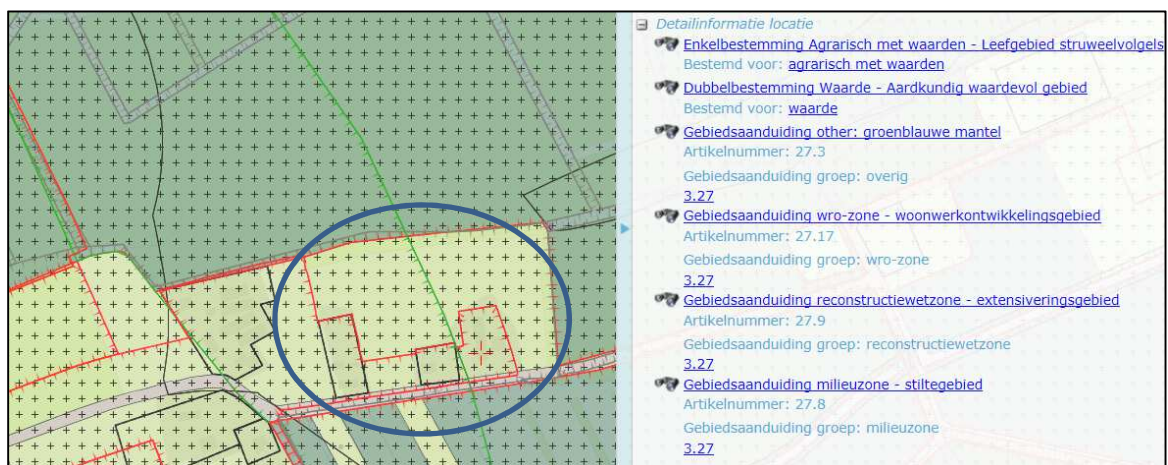 Detailinformatie locatie
Enkelbestemming Agrarisch met waarden - Leefgebied struweelvolgels
Bestemd voor: agrarisch met waarden
Dubbelbestemming Waarde - Aardkundig waardevol gebied
Bestemd voor: waarde
Gebiedsaanduiding other: groenblauwe mantel
Artikelnummer: 27.3
Gebiedsaanduiding groep: overig
3.27
Gebiedsaanduiding wro-zone - woonwerkontwikkelingsgebied
Artikelnummer: 27.17
Gebiedsaanduiding groep: wro-zone
3.27
Gebiedsaanduiding reconstructiewetzone - extensiveringsgebied
Artikelnummer: 27.9
Gebiedsaanduiding groep: reconstructiewetzone
3.27
Gebiedsaanduiding milieuzone - stiltegebied
Artikelnummer: 27.8
Gebiedsaanduiding groep: milieuzone
3.27